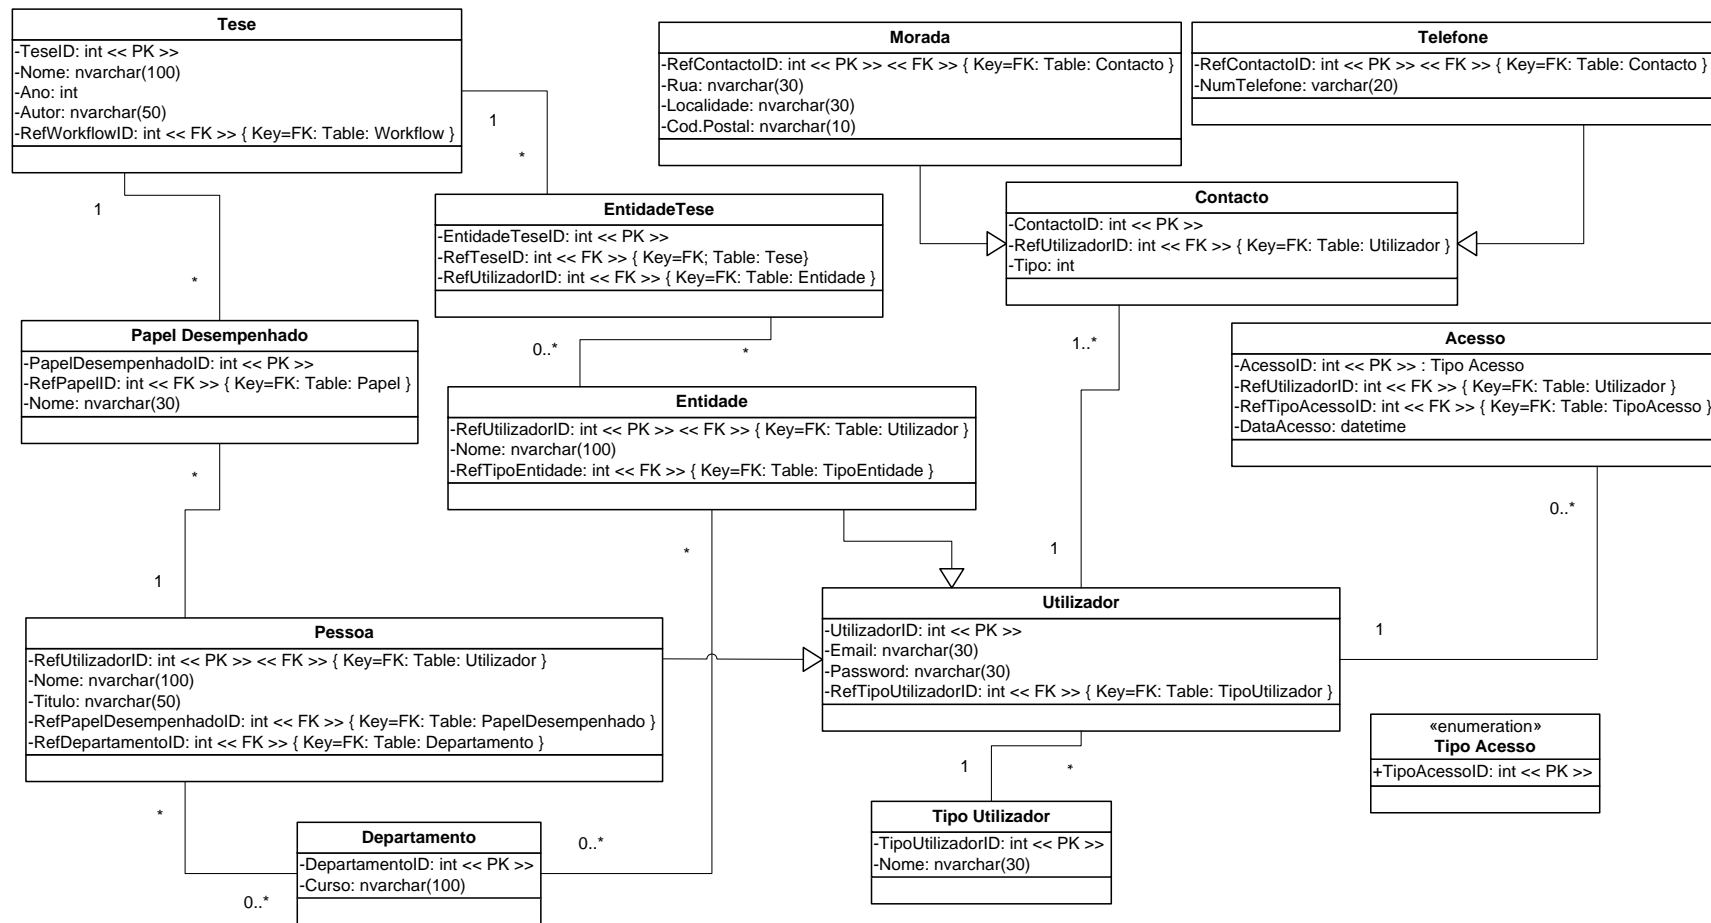 Tese
-TeseID: int << PK >>
-Nome: nvarchar(100)
-Ano: int
-Autor: nvarchar(50)
-RefWorkflowID: int << FK >> { Key=FK: Table: Workflow }
Morada
-RefContactoID: int << PK >> << FK >> { Key=FK: Table: Contacto }
-Rua: nvarchar(30)
-Localidade: nvarchar(30)
-Cod.Postal: nvarchar(10)
Telefone
-RefContactoID: int << PK >> << FK >> { Key=FK: Table: Contacto }
-NumTelefone: varchar(20)
1
*
1
*
EntidadeTese
-EntidadeTeseID: int << PK >>
-RefTeseID: int << FK >> { Key=FK; Table: Tese}
-RefUtilizadorID: int << FK >> { Key=FK: Table: Entidade }
Contacto
-ContactoID: int << PK >>
-RefUtilizadorID: int << FK >> { Key=FK: Table: Utilizador }
-Tipo: int
Papel Desempenhado
-PapelDesempenhadoID: int << PK >>
-RefPapelID: int << FK >> { Key=FK: Table: Papel }
-Nome: nvarchar(30)
0..*
*
1..*
Acesso
-AcessoID: int << PK >> : Tipo Acesso
-RefUtilizadorID: int << FK >> { Key=FK: Table: Utilizador }
-RefTipoAcessoID: int << FK >> { Key=FK: Table: TipoAcesso }
-DataAcesso: datetime
Entidade
-RefUtilizadorID: int << PK >> << FK >> { Key=FK: Table: Utilizador }
-Nome: nvarchar(100)
-RefTipoEntidade: int << FK >> { Key=FK: Table: TipoEntidade }
*
1
*
1
0..*
1
Pessoa
-RefUtilizadorID: int << PK >> << FK >> { Key=FK: Table: Utilizador }
-Nome: nvarchar(100)
-Titulo: nvarchar(50)
-RefPapelDesempenhadoID: int << FK >> { Key=FK: Table: PapelDesempenhado }
-RefDepartamentoID: int << FK >> { Key=FK: Table: Departamento }
Utilizador
-UtilizadorID: int << PK >>
-Email: nvarchar(30)
-Password: nvarchar(30)
-RefTipoUtilizadorID: int << FK >> { Key=FK: Table: TipoUtilizador }
«enumeration»
Tipo Acesso
+TipoAcessoID: int << PK >>
1
*
*
0..*
0..*
Departamento
-DepartamentoID: int << PK >>
-Curso: nvarchar(100)
Tipo Utilizador
-TipoUtilizadorID: int << PK >>
-Nome: nvarchar(30)